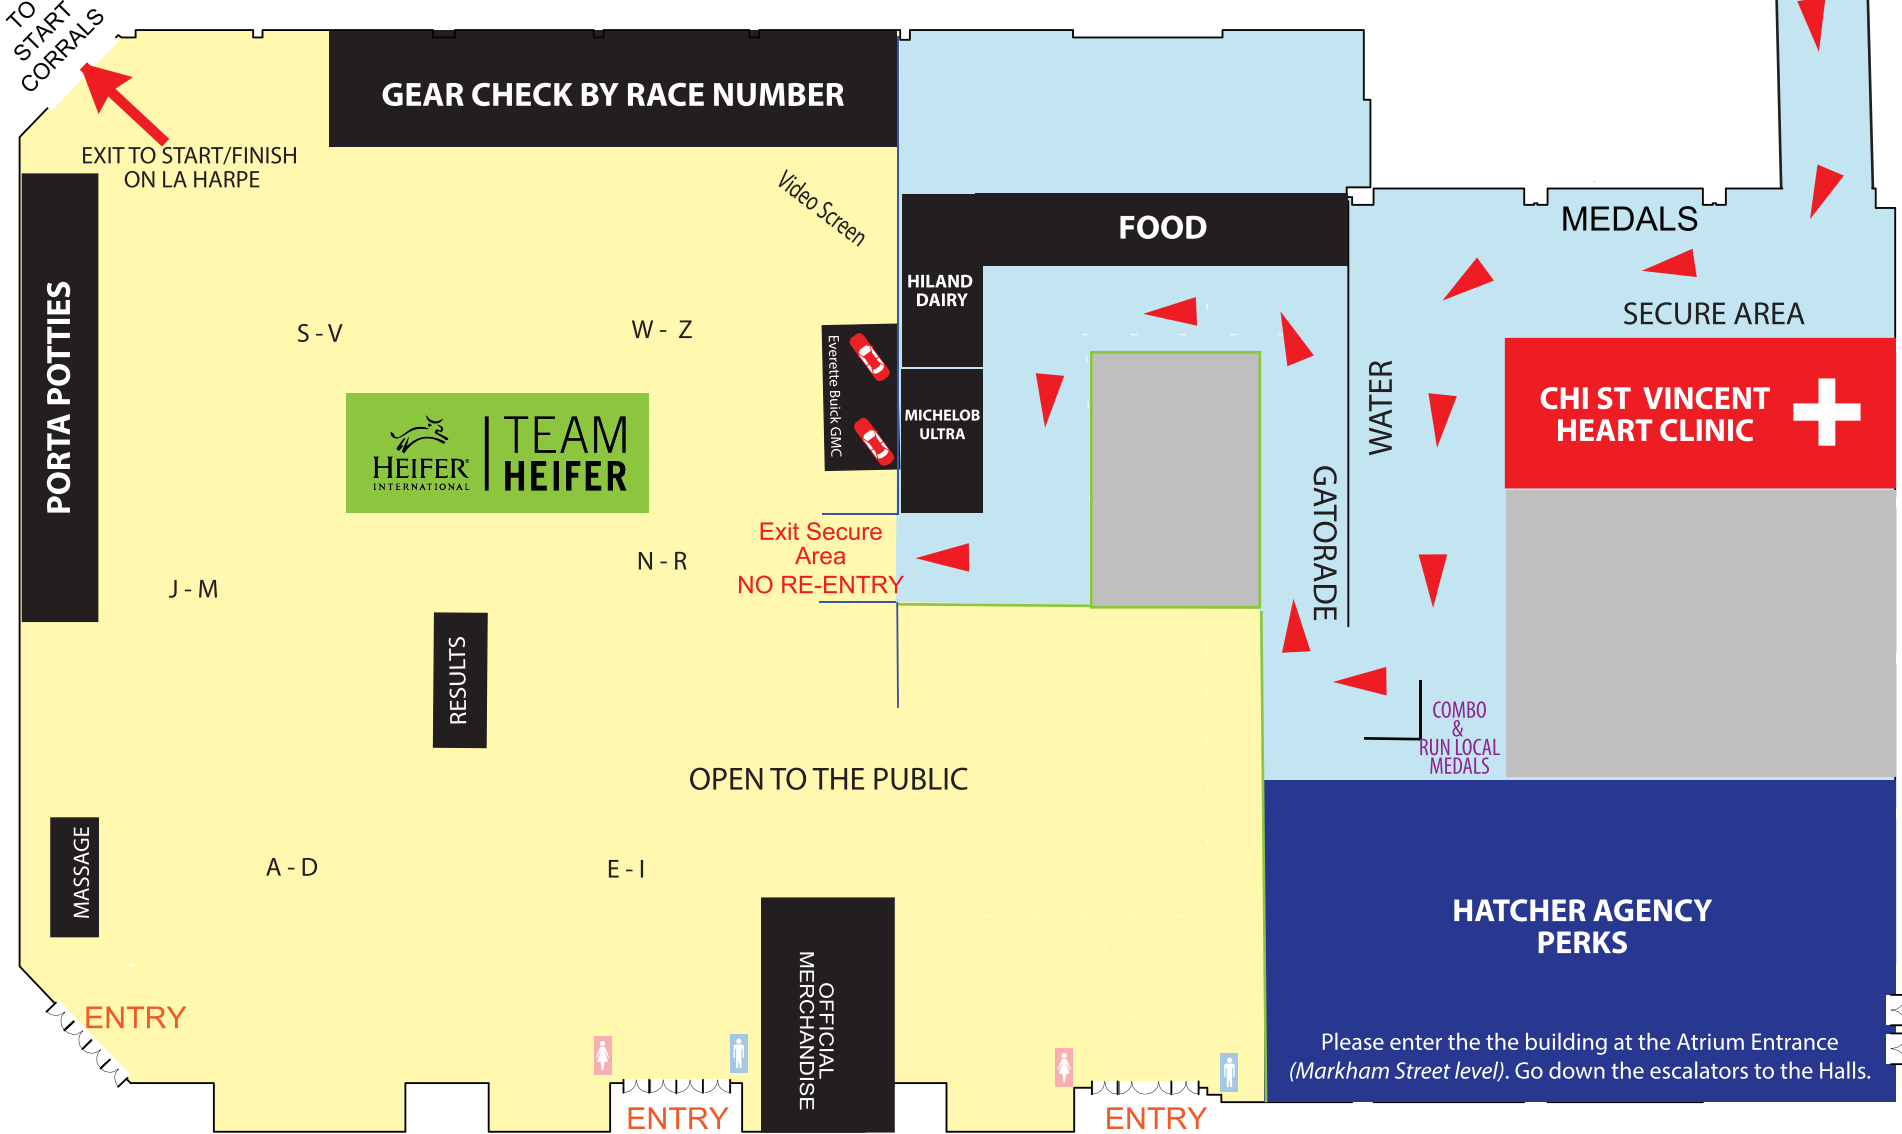 TO
START
CORRALS
GEAR CHECK BY RACE NUMBER
EXIT TO START/FINISH
ON LA HARPE
Video Screen
FOOD
MEDALS
HILAND
DAIRY
SECURE AREA
PORTA POTTIES
S - V
W - Z
Everette Buick GMC
WATER
CHI ST VINCENT
HEART CLINIC
HEIFER®
INTERNATIONAL
TEAM
HEIFER
MICHELOB
ULTRA
GATORADE
Exit Secure
Area
NO RE-ENTRY
J - M
N - R
RESULTS
COMBO
&
RUN LOCAL
MEDALS
OPEN TO THE PUBLIC
MASSAGE
A - D
E - I
OFFICIAL
MERCHANDISE
HATCHER AGENCY
PERKS
ENTRY
Please enter the the building at the Atrium Entrance
(Markham Street level). Go down the escalators to the Halls.
ENTRY
ENTRY